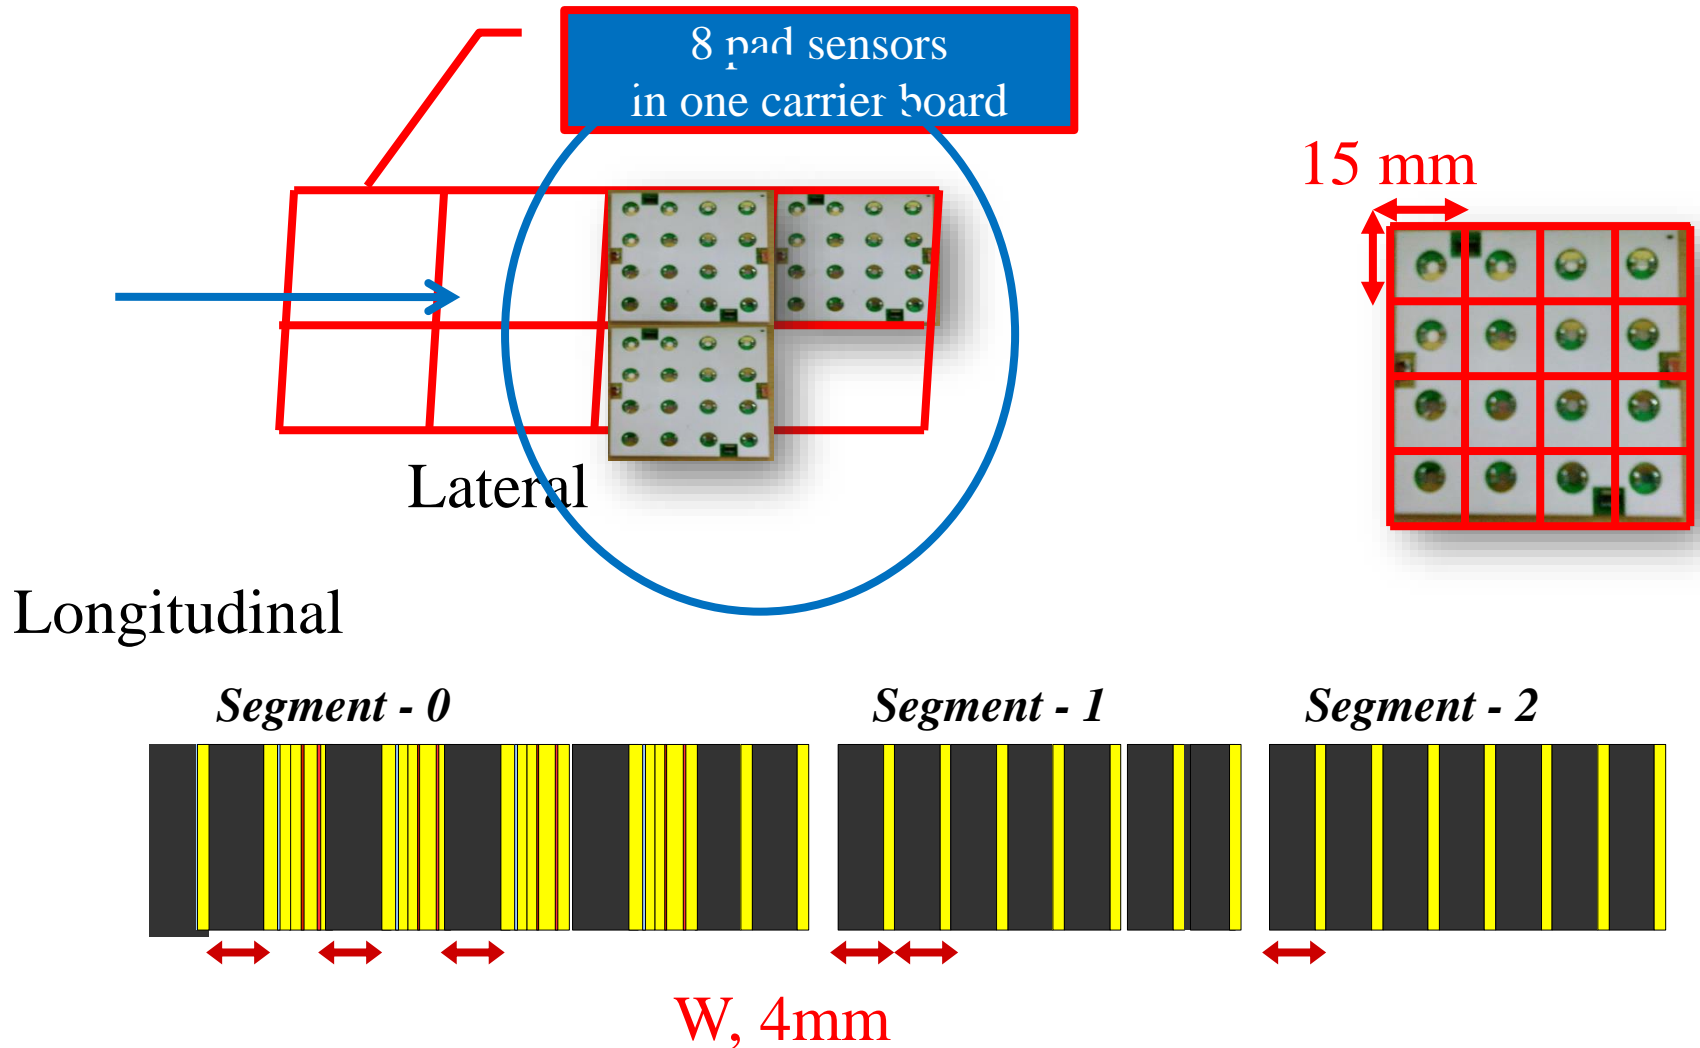 8 pad sensors
in one carrier board
15 mm
Lateral
Longitudinal
Segment - 0
Segment - 1
Segment - 2
W, 4mm